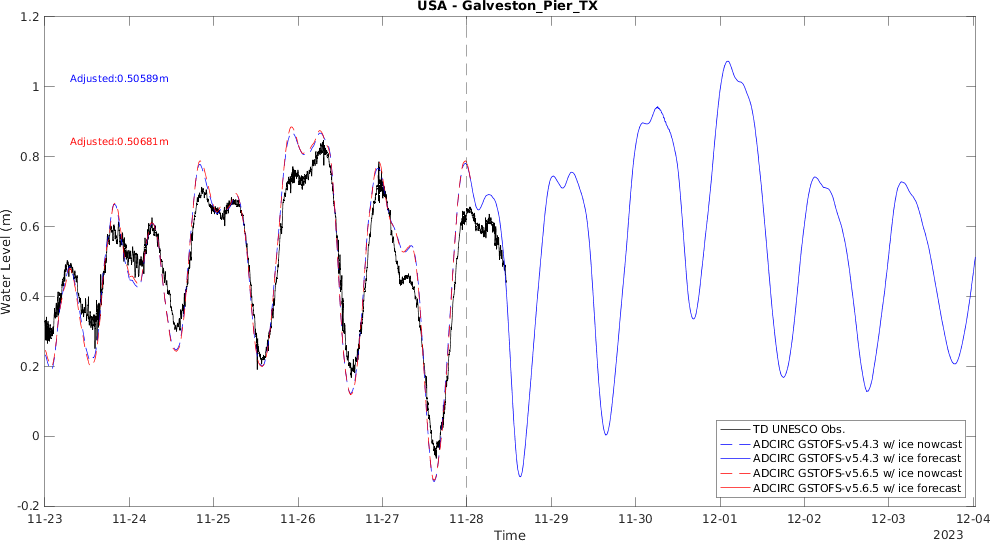 USA - Galveston_Pier_TX
1.2
1
0.8
0.6
0.4
0.2
0
-0.2
Water Level (m)
Adjusted:0.50589m
Adjusted:0.50681m
TD UNESCO Obs.
ADCIRC GSTOFS-v5.4.3 w/ ice nowcast
ADCIRC GSTOFS-v5.4.3 w/ ice forecast
ADCIRC GSTOFS-v5.6.5 w/ ice nowcast
ADCIRC GSTOFS-v5.6.5 w/ ice forecast
11-23 11-24 11-25 11-26 11-27 11-28 11-29 11-30 12-01 12-02 12-03 12-04
Time
2023